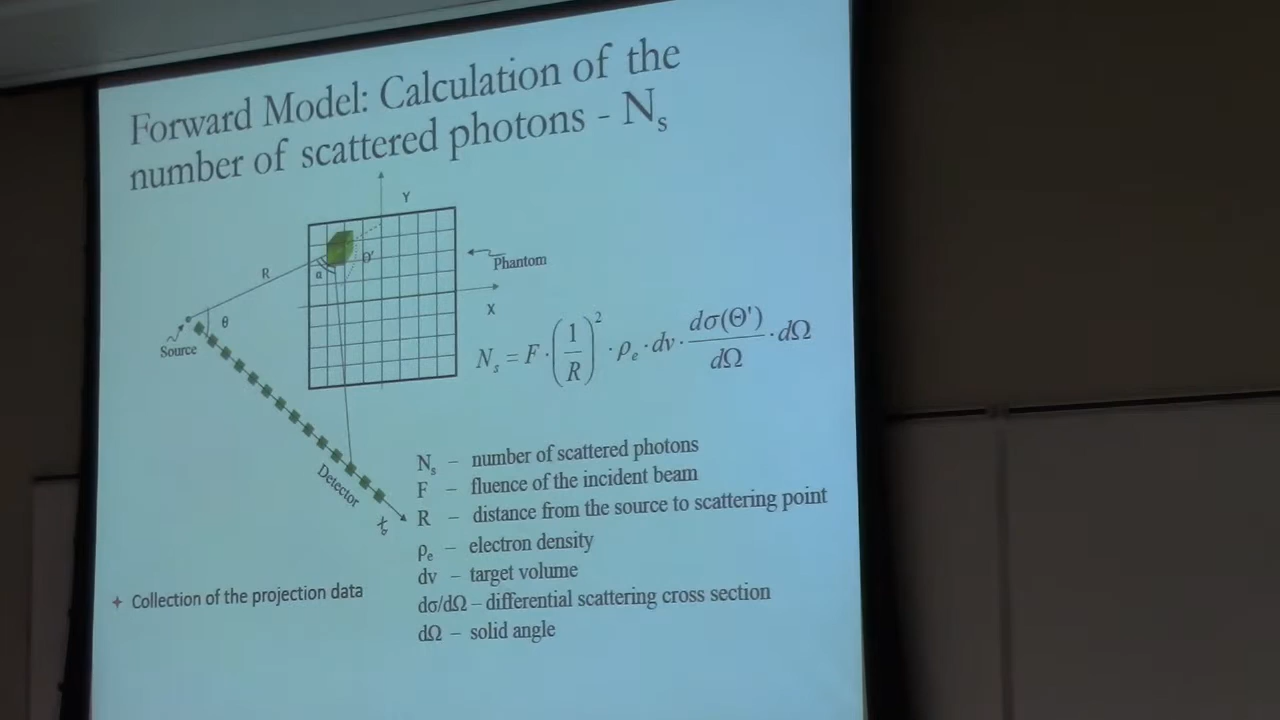 Forward Model: Calculation of the
number of scattered photons - Nₛ
Y
R
α
Θ'
Phantom
X
θ
Source
Nₛ = F · (1/R)² · ρₑ · dv · dσ(Θ')/dΩ · dΩ
Detector
t
Nₛ – number of scattered photons
F – fluence of the incident beam
R – distance from the source to scattering point
ρₑ – electron density
dv – target volume
dσ/dΩ – differential scattering cross section
dΩ – solid angle
+ Collection of the projection data